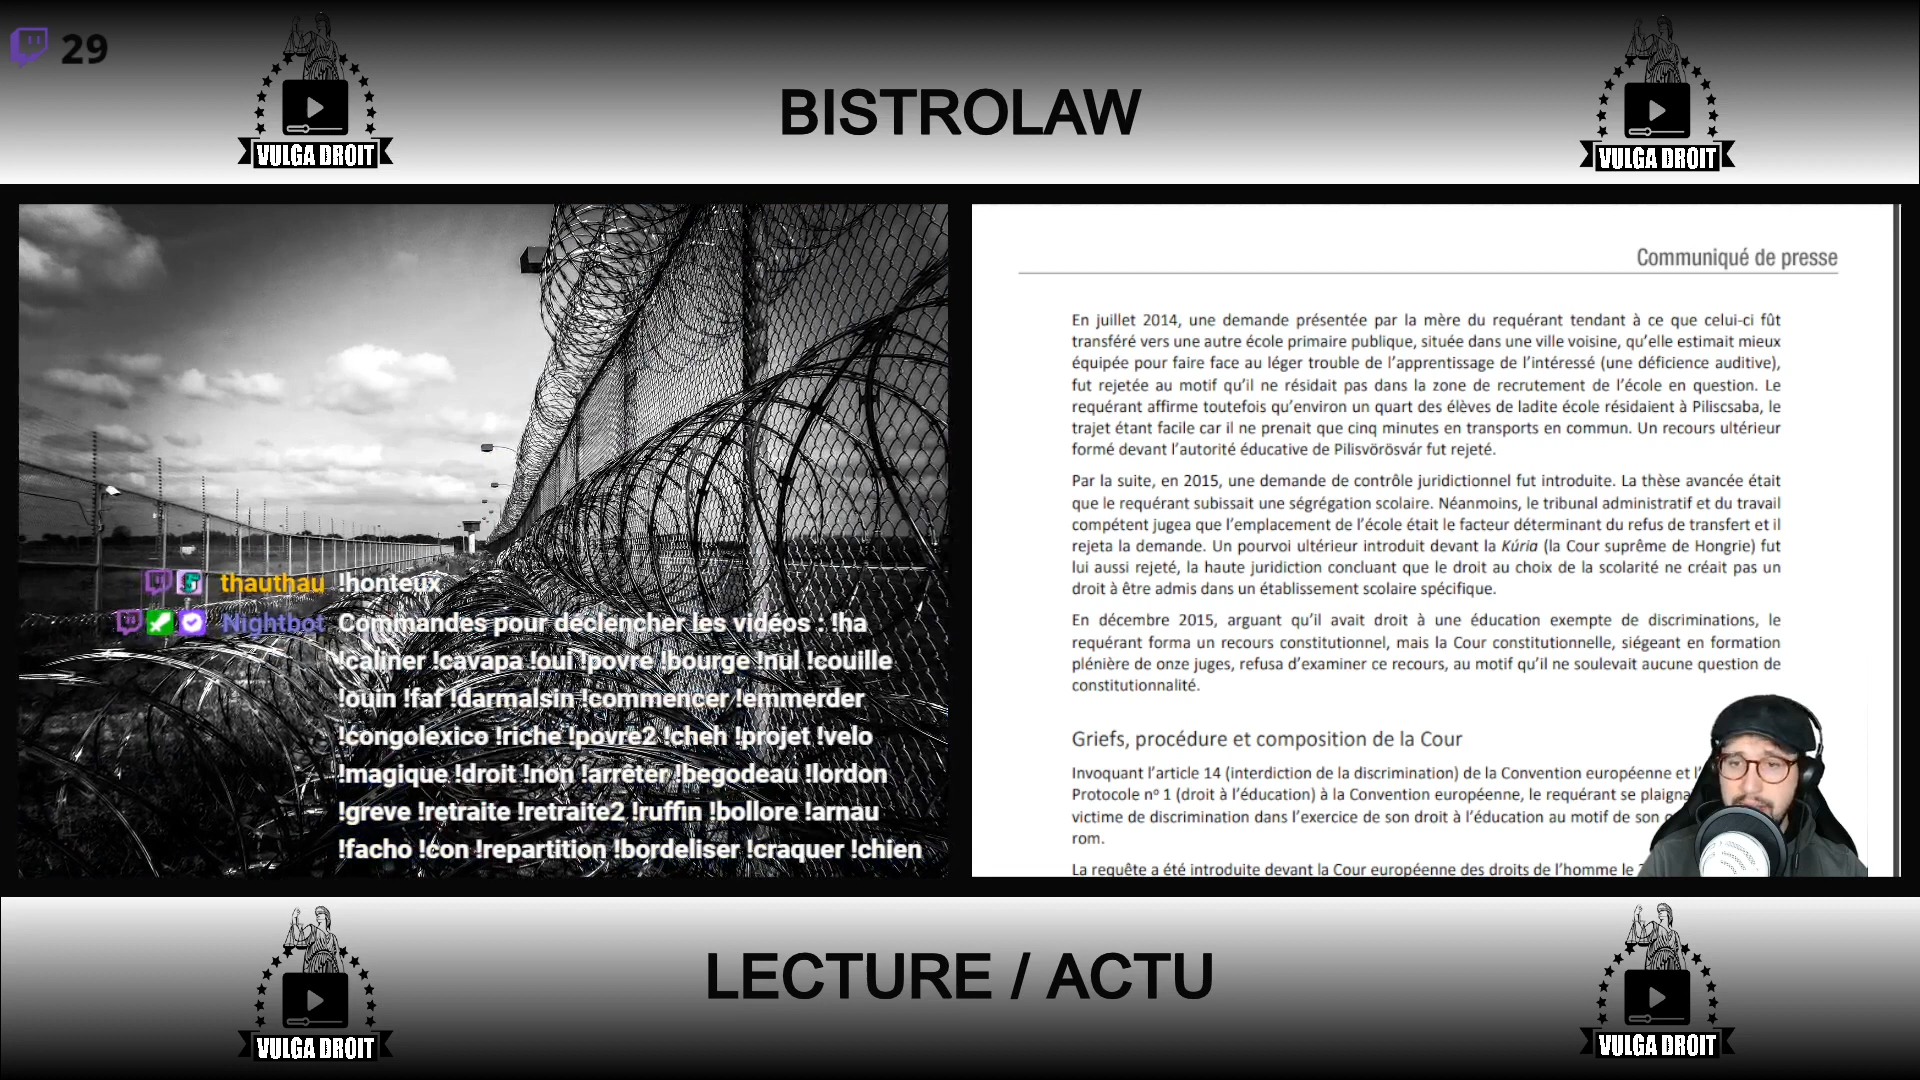 29
VULGA DROIT
BISTROLAW
VULGA DROIT
thauthau !honteux
Nightbot Commandes pour déclencher les vidéos : !ha
!caliner !cavapa !oui !povre !bourge !nul !couille
!ouin !faf !darmalsin !commencer !emmerder
!congolexico !riche !povre2 !cheh !projet !velo
!magique !droit !non !arrêter !begodeau !lordon
!greve !retraite !retraite2 !ruffin !bollore !arnau
!facho !con !repartition !bordeliser !craquer !chien
Communiqué de presse
En juillet 2014, une demande présentée par la mère du requérant tendant à ce que celui-ci fût
transféré vers une autre école primaire publique, située dans une ville voisine, qu’elle estimait mieux
équipée pour faire face au léger trouble de l’apprentissage de l’intéressé (une déficience auditive),
fut rejetée au motif qu’il ne résidait pas dans la zone de recrutement de l’école en question. Le
requérant affirme toutefois qu’environ un quart des élèves de ladite école résidaient à Piliscsaba, le
trajet étant facile car il ne prenait que cinq minutes en transports en commun. Un recours ultérieur
formé devant l’autorité éducative de Pilisvörösvár fut rejeté.
Par la suite, en 2015, une demande de contrôle juridictionnel fut introduite. La thèse avancée était
que le requérant subissait une ségrégation scolaire. Néanmoins, le tribunal administratif et du travail
compétent jugea que l’emplacement de l’école était le facteur déterminant du refus de transfert et il
rejeta la demande. Un pourvoi ultérieur introduit devant la Kúria (la Cour suprême de Hongrie) fut
lui aussi rejeté, la haute juridiction concluant que le droit au choix de la scolarité ne créait pas un
droit à être admis dans un établissement scolaire spécifique.
En décembre 2015, arguant qu’il avait droit à une éducation exempte de discriminations, le
requérant forma un recours constitutionnel, mais la Cour constitutionnelle, siégeant en formation
plénière de onze juges, refusa d’examiner ce recours, au motif qu’il ne soulevait aucune question de
constitutionnalité.
Griefs, procédure et composition de la Cour
Invoquant l’article 14 (interdiction de la discrimination) de la Convention européenne et l’
Protocole nº 1 (droit à l’éducation) à la Convention européenne, le requérant se plaigna
victime de discrimination dans l’exercice de son droit à l’éducation au motif de son
rom.
La requête a été introduite devant la Cour européenne des droits de l’homme le
VULGA DROIT
LECTURE / ACTU
VULGA DROIT